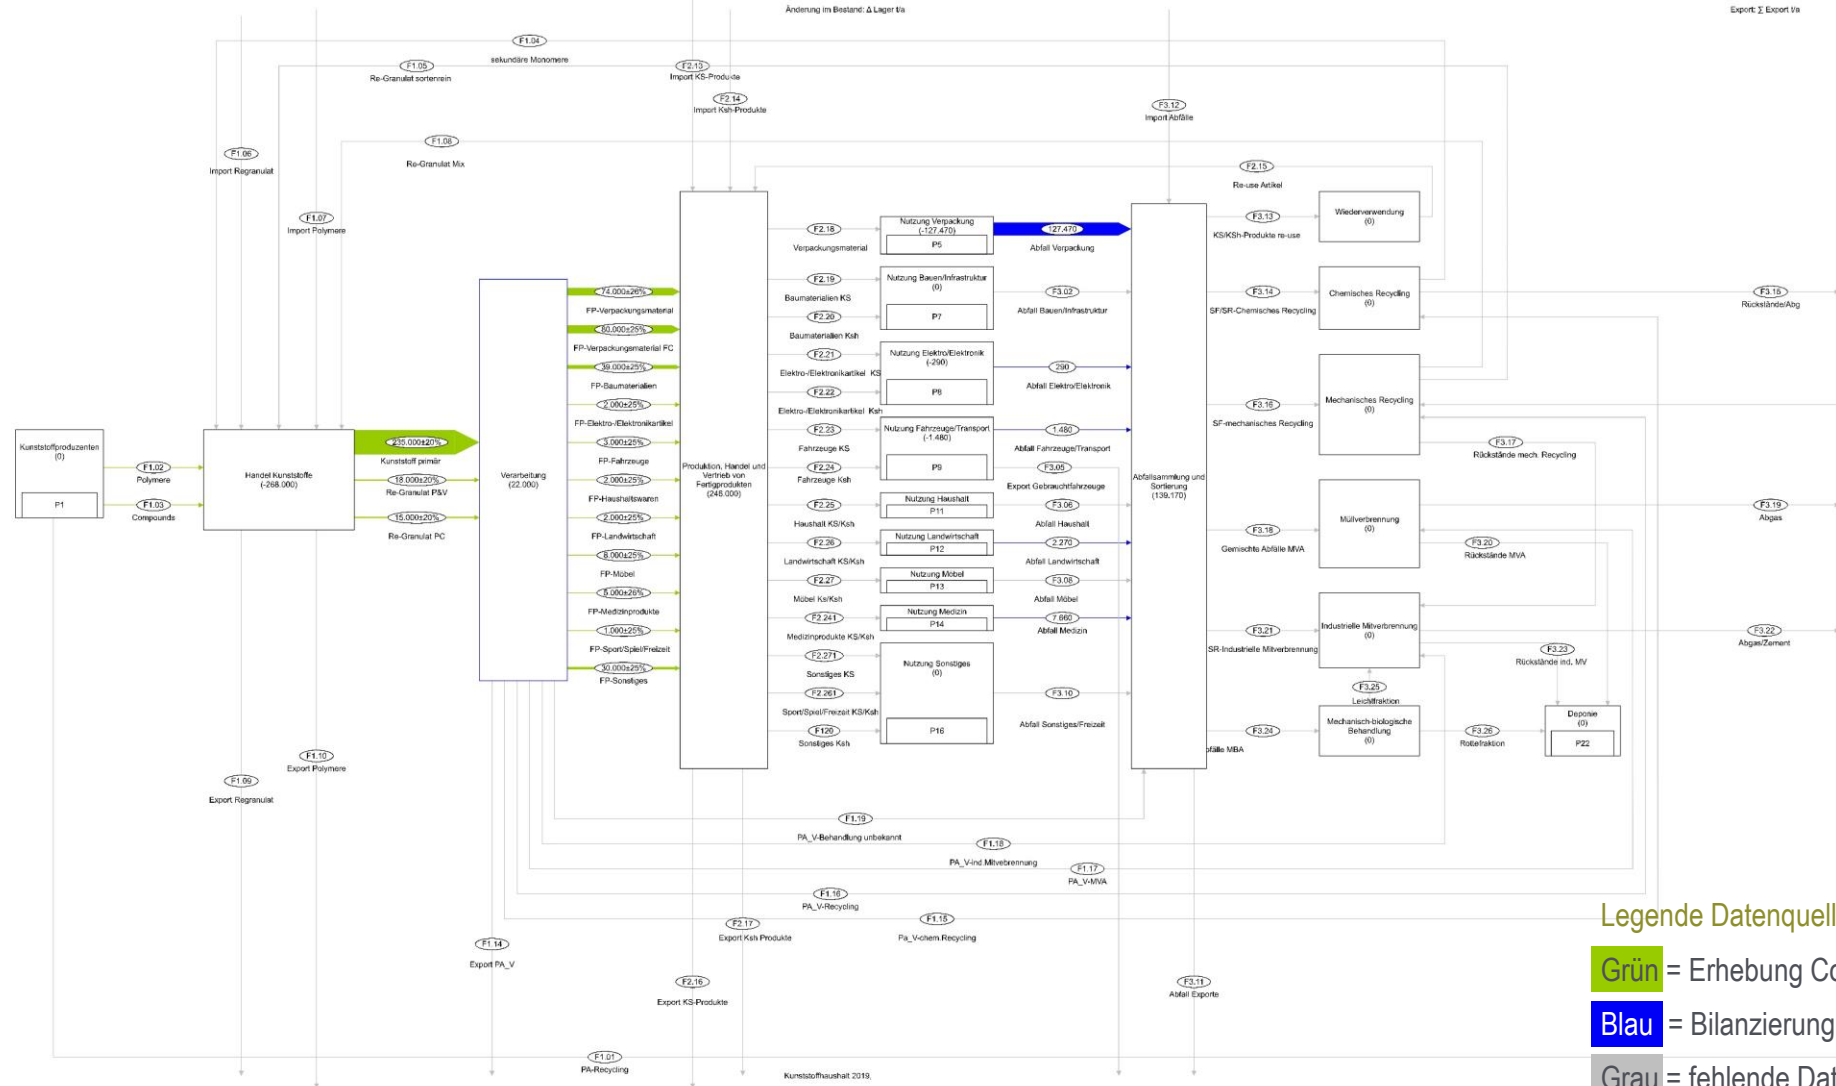 Änderung im Bestand: Δ Lager t/a
Export: ∑ Export t/a
F1.04
sekundäre Monomere
F1.05
Re-Granulat sortenrein
F2.13
Import KS-Produkte
F2.14
Import Ksh-Produkte
F3.12
Import Abfälle
F1.06
Import Regranulat
F1.08
Re-Granulat Mix
F1.07
Import Polymere
F2.15
Re-use Artikel
Kunststoffproduzenten
(0)
P1
F1.02
Polymere
F1.03
Compounds
Handel Kunststoffe
(-268.000)
235.000±20%
Kunststoff primär
18.000±20%
Re-Granulat P&V
15.000±20%
Re-Granulat PC
Verarbeitung
(22.000)
74.000±26%
FP-Verpackungsmaterial
80.000±25%
FP-Verpackungsmaterial FC
39.000±25%
FP-Baumaterialien
2.000±25%
FP-Elektro-/Elektronikartikel
3.000±25%
FP-Fahrzeuge
2.000±25%
FP-Haushaltswaren
2.000±25%
FP-Landwirtschaft
8.000±25%
FP-Möbel
5.000±26%
FP-Medizinprodukte
1.000±25%
FP-Sport/Spiel/Freizeit
30.000±25%
FP-Sonstiges
Produktion, Handel und
Vertrieb von
Fertigprodukten
(246.000)
F2.18
Verpackungsmaterial
F2.19
Baumaterialien KS
F2.20
Baumaterialien Ksh
F2.21
Elektro-/Elektronikartikel KS
F2.22
Elektro-/Elektronikartikel Ksh
F2.23
Fahrzeuge KS
F2.24
Fahrzeuge Ksh
F2.25
Haushalt KS/Ksh
F2.26
Landwirtschaft KS/Ksh
F2.27
Möbel Ks/Ksh
F2.241
Medizinprodukte KS/Ksh
F2.271
Sonstiges KS
F2.261
Sport/Spiel/Freizeit KS/Ksh
F120
Sonstiges Ksh
Nutzung Verpackung
(-127.470)
P5
Nutzung Bauen/Infrastruktur
(0)
P7
Nutzung Elektro/Elektronik
(-290)
P8
Nutzung Fahrzeuge/Transport
(-1.480)
P9
Nutzung Haushalt
P11
Nutzung Landwirtschaft
P12
Nutzung Möbel
P13
Nutzung Medizin
P14
Nutzung Sonstiges
(0)
P16
127.470
Abfall Verpackung
F3.02
Abfall Bauen/Infrastruktur
290
Abfall Elektro/Elektronik
1.480
Abfall Fahrzeuge/Transport
F3.05
Export Gebrauchtfahrzeuge
F3.06
Abfall Haushalt
2.270
Abfall Landwirtschaft
F3.08
Abfall Möbel
7.660
Abfall Medizin
F3.10
Abfall Sonstiges/Freizeit
Abfallsammlung und
Sortierung
(139.170)
F3.13
KS/KSh-Produkte re-use
F3.14
SF/SR-Chemisches Recycling
F3.16
SF-mechanisches Recycling
F3.18
Gemischte Abfälle MVA
F3.21
SR-Industrielle Mitverbrennung
F3.24
fälle MBA
Wiederverwendung
(0)
Chemisches Recycling
(0)
Mechanisches Recycling
(0)
Müllverbrennung
(0)
Industrielle Mitverbrennung
(0)
F3.25
Leichtfraktion
Mechanisch-biologische
Behandlung
(0)
F3.15
Rückstände/Abg
F3.17
Rückstände mech. Recycling
F3.19
Abgas
F3.20
Rückstände MVA
F3.22
Abgas/Zement
F3.23
Rückstände ind. MV
F3.26
Rottefraktion
Deponie
(0)
P22
F1.10
Export Polymere
F1.09
Export Regranulat
F1.19
PA_V-Behandlung unbekannt
F1.18
PA_V-ind.Mitvebrennung
F1.17
PA_V-MVA
F1.16
PA_V-Recycling
F1.15
Pa_V-chem.Recycling
F2.17
Export Ksh Produkte
F1.14
Export PA_V
F2.16
Export KS-Produkte
F3.11
Abfall Exporte
F1.01
PA-Recycling
Kunststoffhaushalt 2019,
Legende Datenquell
Grün = Erhebung Co
Blau = Bilanzierung
Grau = fehlende Dat